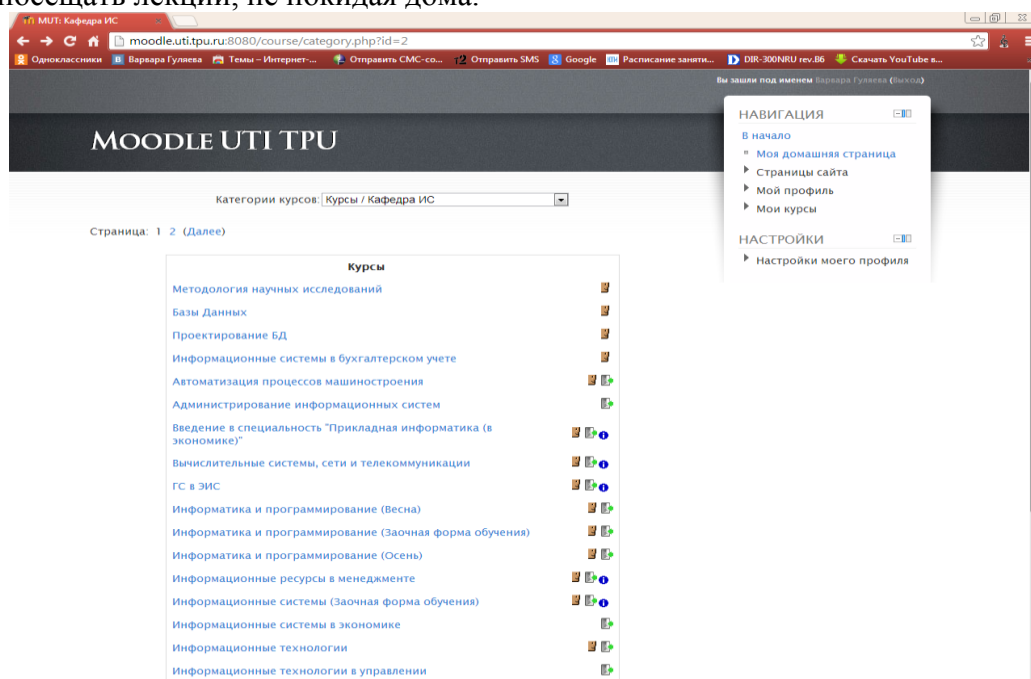 посещать лекции, не покидая дома.
MUT: Кафедра ИС
moodle.uti.tpu.ru:8080/course/category.php?id=2
Одноклассники Варвара Гуляева Темы – Интернет-... Отправить СМС-со... Отправить SMS Google Расписание заняти... DIR-300NRU rev.B6 Скачать YouTube в...
Вы зашли под именем Варвара Гуляева (Выход)
MOODLE UTI TPU
НАВИГАЦИЯ
В начало
Моя домашняя страница
Страницы сайта
Мой профиль
Мои курсы
НАСТРОЙКИ
Настройки моего профиля
Категории курсов: Курсы / Кафедра ИС
Страница: 1 2 (Далее)
Курсы
Методология научных исследований
Базы Данных
Проектирование БД
Информационные системы в бухгалтерском учете
Автоматизация процессов машиностроения
Администрирование информационных систем
Введение в специальность "Прикладная информатика (в
экономике)"
Вычислительные системы, сети и телекоммуникации
ГС в ЭИС
Информатика и программирование (Весна)
Информатика и программирование (Заочная форма обучения)
Информатика и программирование (Осень)
Информационные ресурсы в менеджменте
Информационные системы (Заочная форма обучения)
Информационные системы в экономике
Информационные технологии
Информационные технологии в управлении